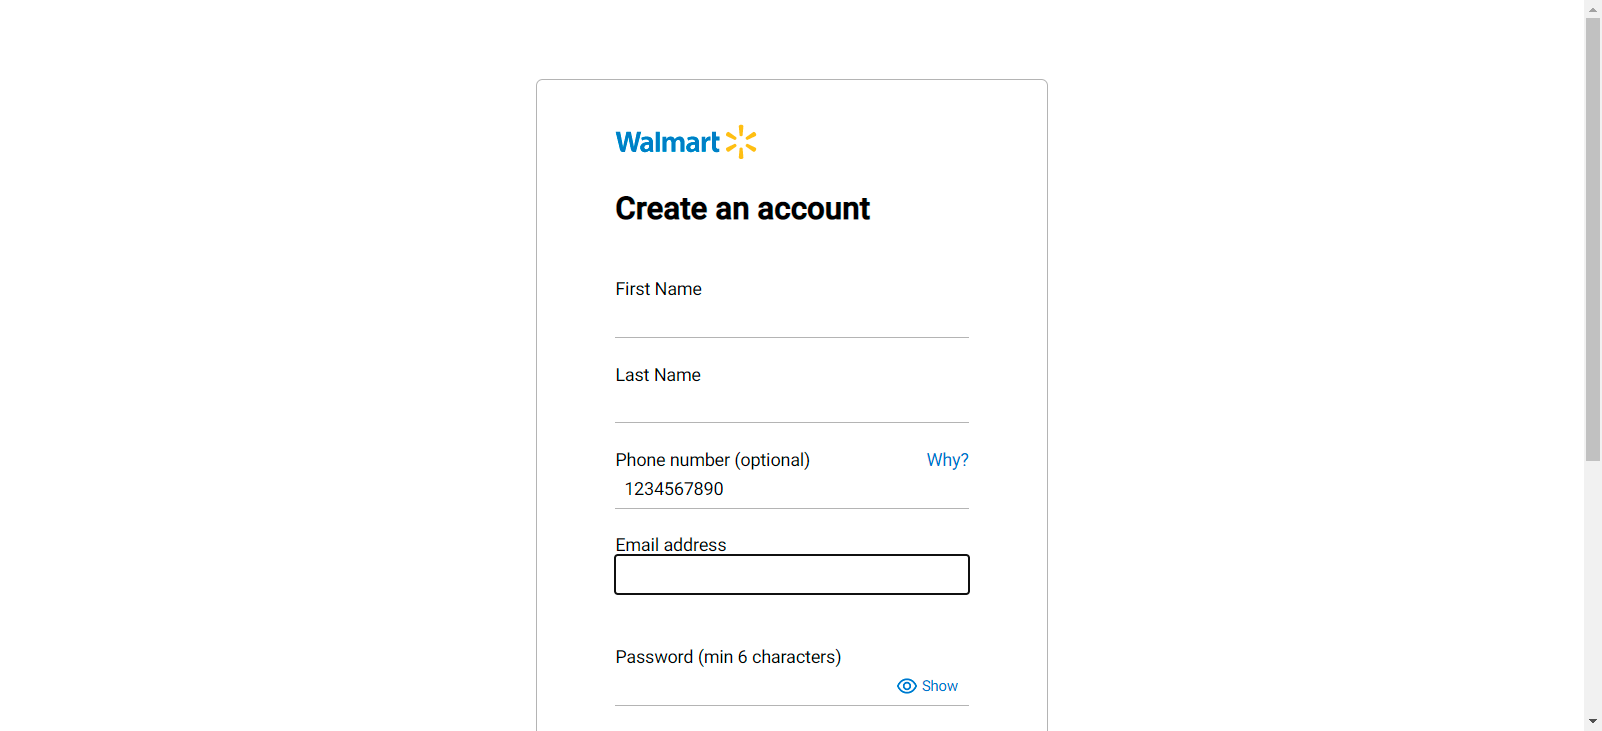 Walmart
Create an account
First Name
Last Name
Phone number (optional) Why?
1234567890
Email address
Password (min 6 characters)
Show